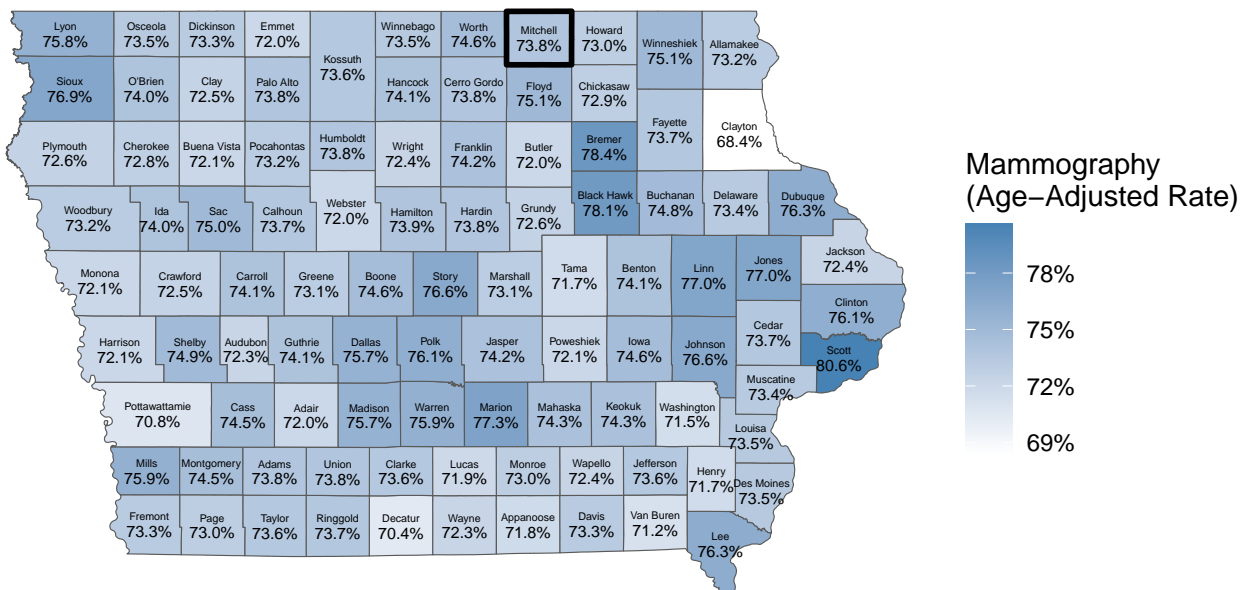 Lyon
75.8%
Osceola
73.5%
Dickinson
73.3%
Emmet
72.0%
Kossuth
73.6%
Winnebago
73.5%
Worth
74.6%
Mitchell
73.8%
Howard
73.0%
Winneshiek
75.1%
Allamakee
73.2%
Sioux
76.9%
O'Brien
74.0%
Clay
72.5%
Palo Alto
73.8%
Hancock
74.1%
Cerro Gordo
73.8%
Floyd
75.1%
Chickasaw
72.9%
Fayette
73.7%
Clayton
68.4%
Plymouth
72.6%
Cherokee
72.8%
Buena Vista
72.1%
Pocahontas
73.2%
Humboldt
73.8%
Wright
72.4%
Franklin
74.2%
Butler
72.0%
Bremer
78.4%
Woodbury
73.2%
Ida
74.0%
Sac
75.0%
Calhoun
73.7%
Webster
72.0%
Hamilton
73.9%
Hardin
73.8%
Grundy
72.6%
Black Hawk
78.1%
Buchanan
74.8%
Delaware
73.4%
Dubuque
76.3%
Monona
72.1%
Crawford
72.5%
Carroll
74.1%
Greene
73.1%
Boone
74.6%
Story
76.6%
Marshall
73.1%
Tama
71.7%
Benton
74.1%
Linn
77.0%
Jones
77.0%
Jackson
72.4%
Clinton
76.1%
Harrison
72.1%
Shelby
74.9%
Audubon
72.3%
Guthrie
74.1%
Dallas
75.7%
Polk
76.1%
Jasper
74.2%
Poweshiek
72.1%
Iowa
74.6%
Johnson
76.6%
Cedar
73.7%
Scott
80.6%
Muscatine
73.4%
Pottawattamie
70.8%
Cass
74.5%
Adair
72.0%
Madison
75.7%
Warren
75.9%
Marion
77.3%
Mahaska
74.3%
Keokuk
74.3%
Washington
71.5%
Louisa
73.5%
Mills
75.9%
Montgomery
74.5%
Adams
73.8%
Union
73.8%
Clarke
73.6%
Lucas
71.9%
Monroe
73.0%
Wapello
72.4%
Jefferson
73.6%
Henry
71.7%
Des Moines
73.5%
Fremont
73.3%
Page
73.0%
Taylor
73.6%
Ringgold
73.7%
Decatur
70.4%
Wayne
72.3%
Appanoose
71.8%
Davis
73.3%
Van Buren
71.2%
Lee
76.3%
Mammography
(Age−Adjusted Rate)
78%
75%
72%
69%